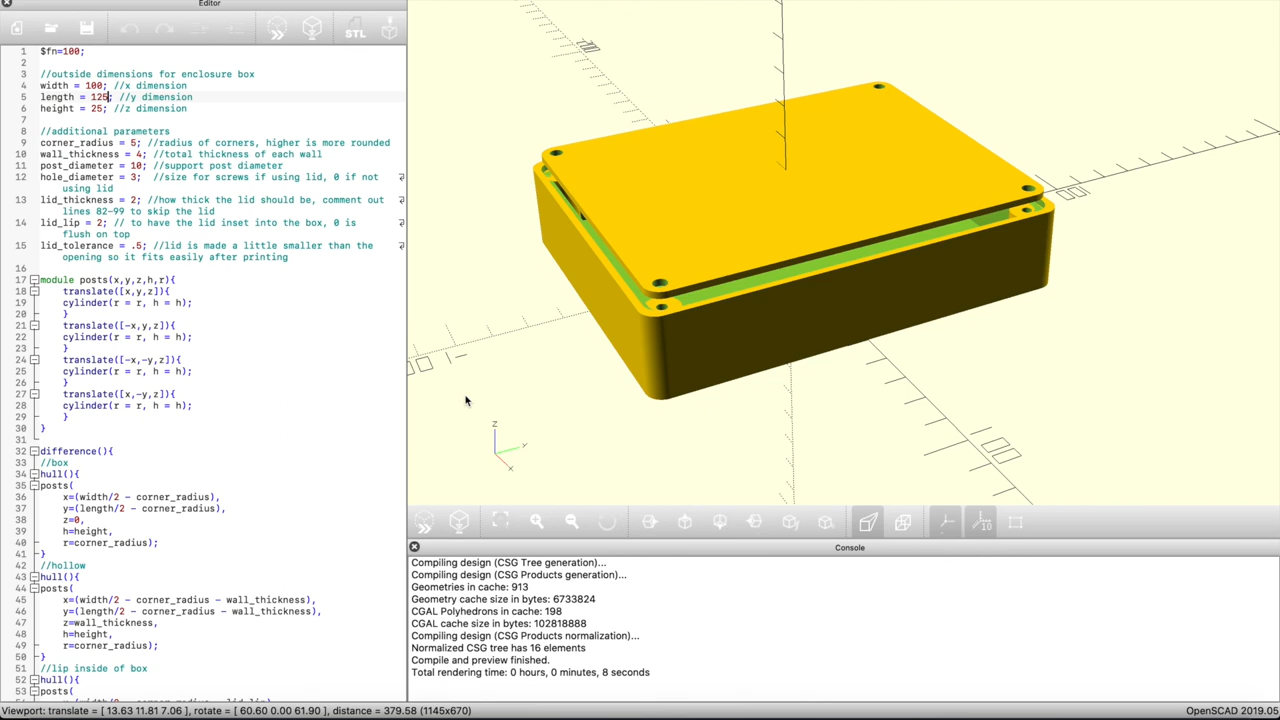 Editor
STL
1 $fn=100;
2
3 //outside dimensions for enclosure box
4 width = 100; //x dimension
5 length = 125; //y dimension
6 height = 25; //z dimension
7
8 //additional parameters
9 corner_radius = 5; //radius of corners, higher is more rounded
10 wall_thickness = 4; //total thickness of each wall
11 post_diameter = 10; //support post diameter
12 hole_diameter = 3;  //size for screws if using lid, 0 if not
using lid
13 lid_thickness = 2; //how thick the lid should be, comment out
lines 82-99 to skip the lid
14 lid_lip = 2; // to have the lid inset into the box, 0 is
flush on top
15 lid_tolerance = .5; //lid is made a little smaller than the
opening so it fits easily after printing
16
17 module posts(x,y,z,h,r){
18 translate([x,y,z]){
19 cylinder(r = r, h = h);
20 }
21 translate([-x,y,z]){
22 cylinder(r = r, h = h);
23 }
24 translate([-x,-y,z]){
25 cylinder(r = r, h = h);
26 }
27 translate([x,-y,z]){
28 cylinder(r = r, h = h);
29 }
30 }
31
32 difference(){
33 //box
34 hull(){
35 posts(
36 x=(width/2 - corner_radius),
37 y=(length/2 - corner_radius),
38 z=0,
39 h=height,
40 r=corner_radius);
41 }
42 //hollow
43 hull(){
44 posts(
45 x=(width/2 - corner_radius - wall_thickness),
46 y=(length/2 - corner_radius - wall_thickness),
47 z=wall_thickness,
48 h=height,
49 r=corner_radius);
50 }
51 //lip inside of box
52 hull(){
53 posts(
z
y
x
10
Console
Compiling design (CSG Tree generation)...
Compiling design (CSG Products generation)...
Geometries in cache: 913
Geometry cache size in bytes: 6733824
CGAL Polyhedrons in cache: 198
CGAL cache size in bytes: 102818888
Compiling design (CSG Products normalization)...
Normalized CSG tree has 16 elements
Compile and preview finished.
Total rendering time: 0 hours, 0 minutes, 8 seconds
Viewport: translate = [ 13.63 11.81 7.06 ], rotate = [ 60.60 0.00 61.90 ], distance = 379.58 (1145x670)
OpenSCAD 2019.05